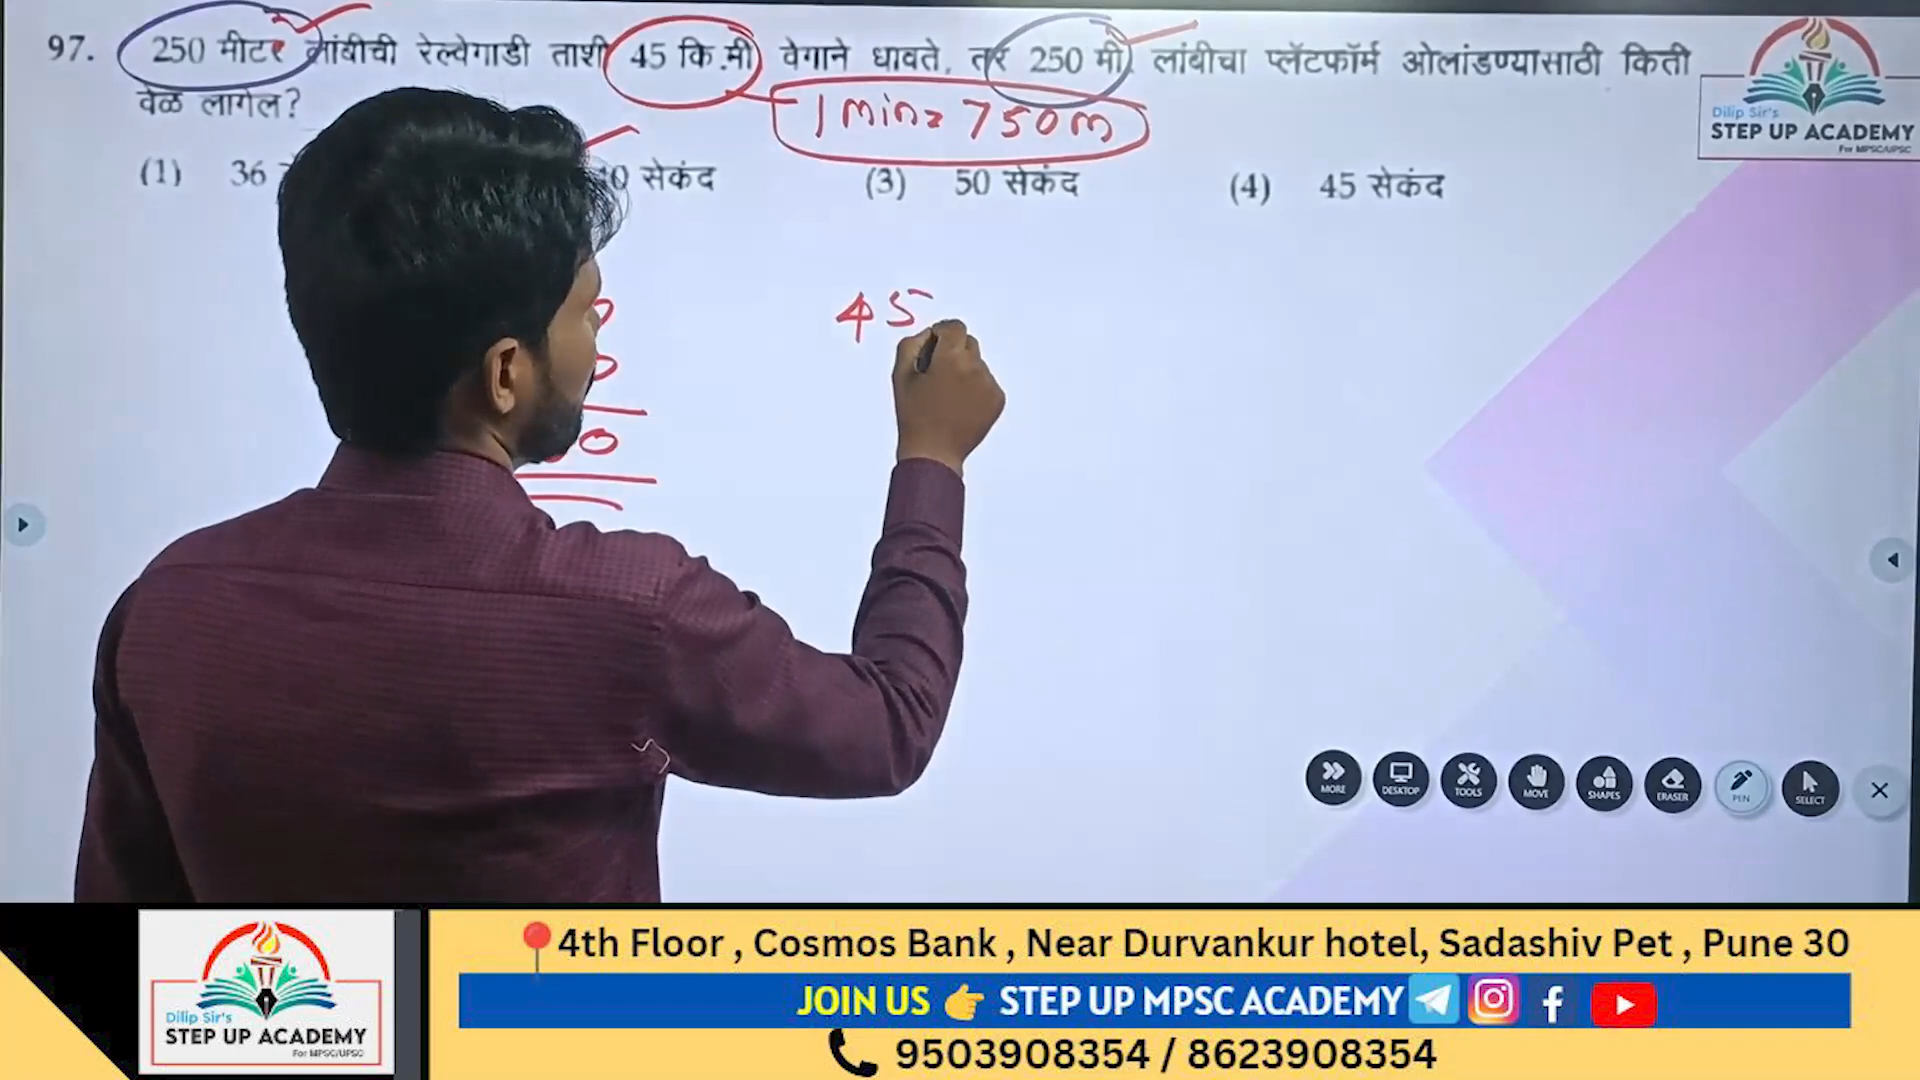 97. 250 मीटर लांबीची रेल्वेगाडी ताशी 45 कि.मी वेगाने धावते. तर 250 मी. लांबीचा प्लॅटफॉर्म ओलांडण्यासाठी किती
वेळ लागेल?
1 min = 750m
(1) 36 0 सेकंद (3) 50 सेकंद (4) 45 सेकंद
45
Dilip Sir's
STEP UP ACADEMY
For MPSC/UPSC
MORE DESKTOP TOOLS MOVE SHAPES ERASER PEN SELECT
4th Floor , Cosmos Bank , Near Durvankur hotel, Sadashiv Pet , Pune 30
JOIN US 👉 STEP UP MPSC ACADEMY
9503908354 / 8623908354
Dilip Sir's
STEP UP ACADEMY
For MPSC/UPSC